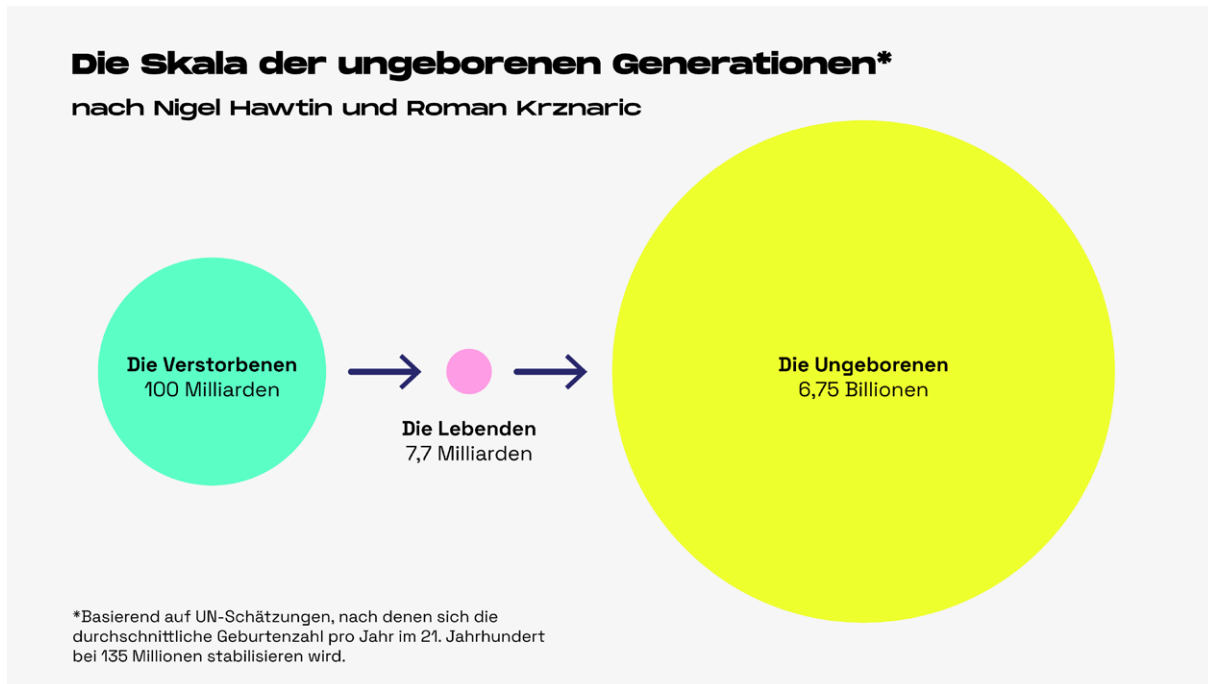 Die Skala der ungeborenen Generationen*
nach Nigel Hawtin und Roman Krznaric
Die Verstorbenen
100 Milliarden
Die Lebenden
7,7 Milliarden
Die Ungeborenen
6,75 Billionen
*Basierend auf UN-Schätzungen, nach denen sich die
durchschnittliche Geburtenzahl pro Jahr im 21. Jahrhundert
bei 135 Millionen stabilisieren wird.